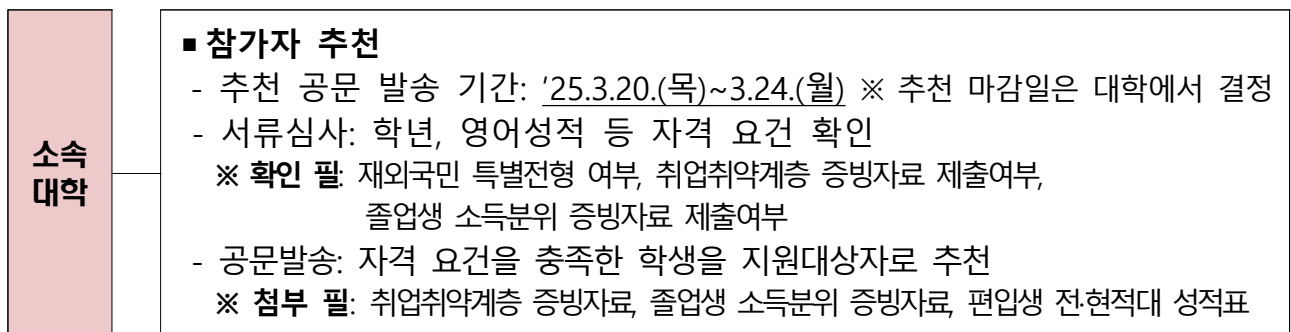 소속
대학
■ 참가자 추천
- 추천 공문 발송 기간: ‘25.3.20.(목)~3.24.(월) ※ 추천 마감일은 대학에서 결정
- 서류심사: 학년, 영어성적 등 자격 요건 확인
※ 확인 필: 재외국민 특별전형 여부, 취업취약계층 증빙자료 제출여부,
졸업생 소득분위 증빙자료 제출여부
- 공문발송: 자격 요건을 충족한 학생을 지원대상자로 추천
※ 첨부 필: 취업취약계층 증빙자료, 졸업생 소득분위 증빙자료, 편입생 전·현적대 성적표